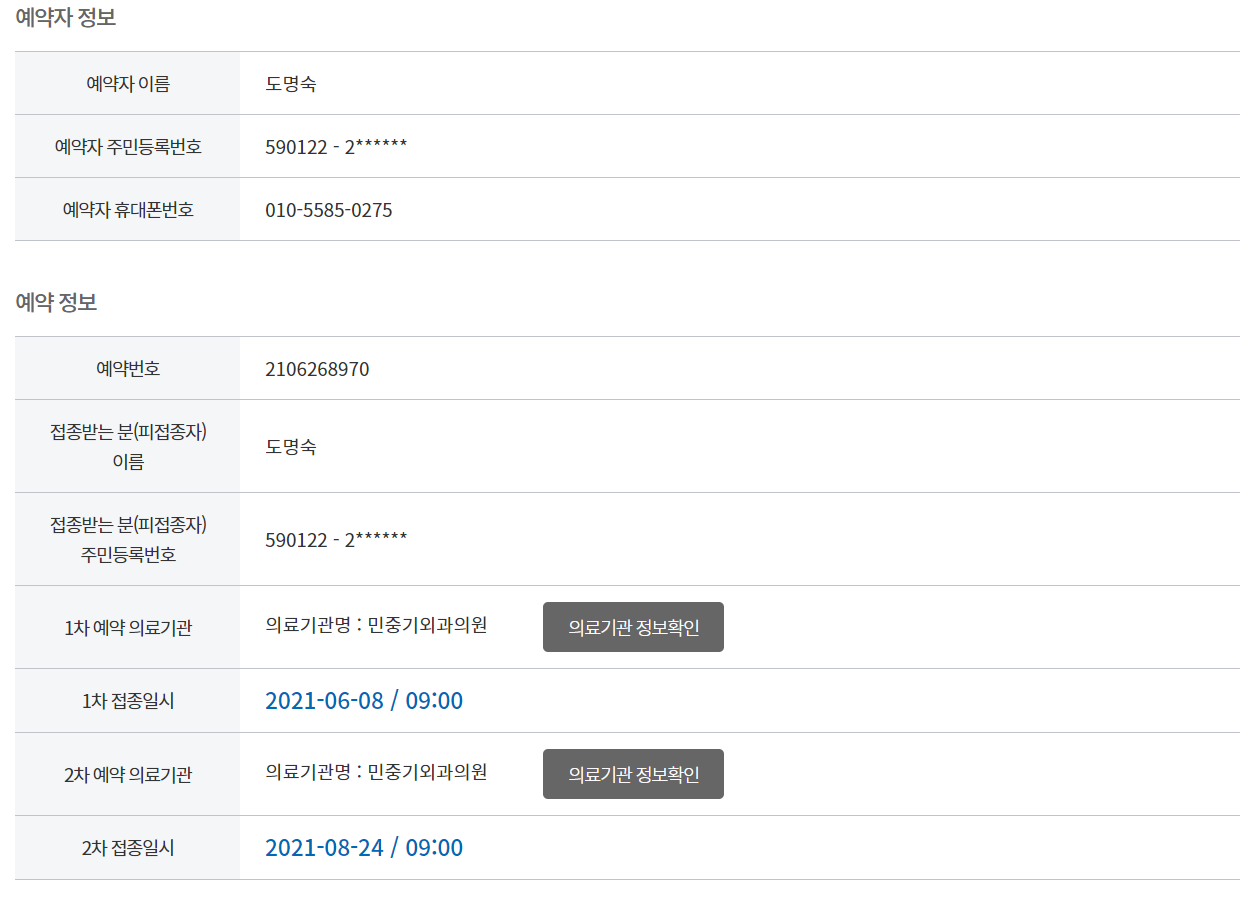 예약자 정보
예약자 이름 도명숙
예약자 주민등록번호 590122 - 2******
예약자 휴대폰번호 010-5585-0275
예약 정보
예약번호 2106268970
접종받는 분(피접종자)
이름
도명숙
접종받는 분(피접종자)
주민등록번호
590122 - 2******
1차 예약 의료기관 의료기관명 : 민중기외과의원 의료기관 정보확인
1차 접종일시 2021-06-08 / 09:00
2차 예약 의료기관 의료기관명 : 민중기외과의원 의료기관 정보확인
2차 접종일시 2021-08-24 / 09:00